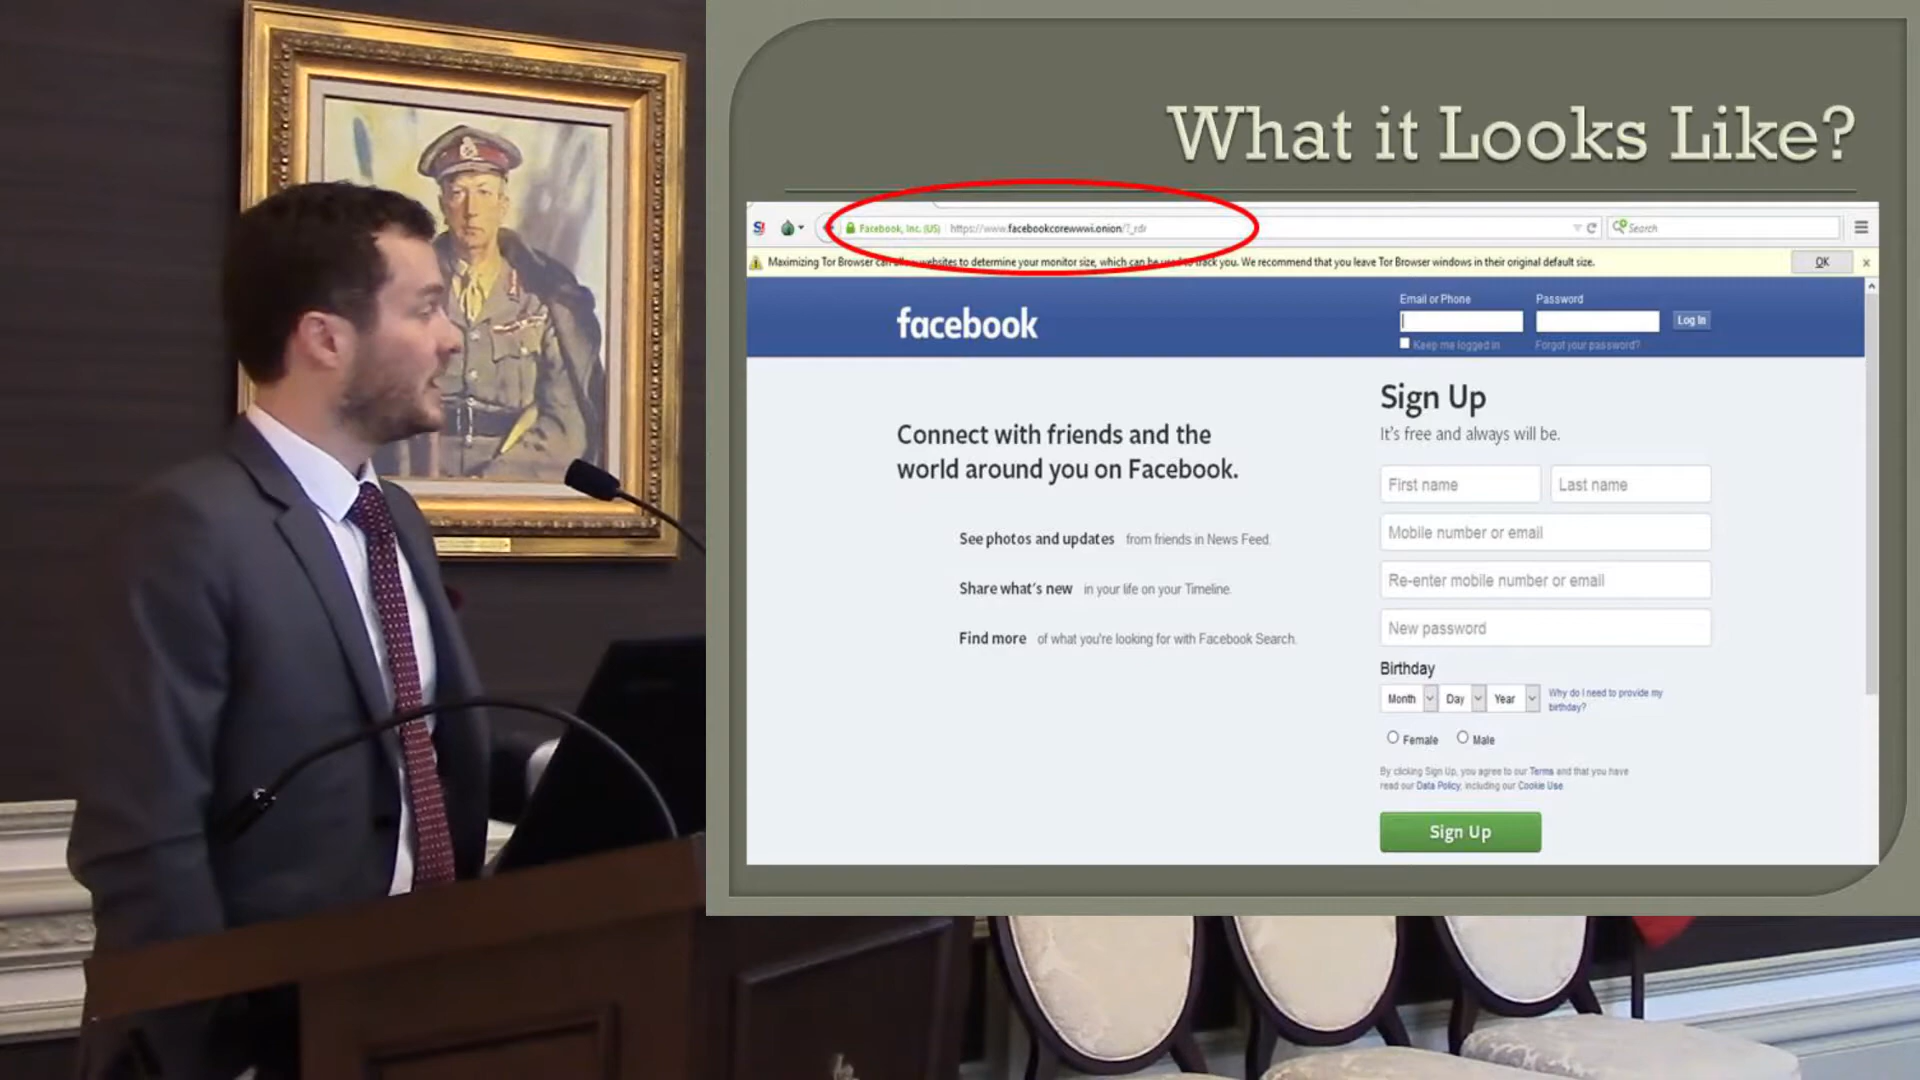 What it Looks Like?
Facebook, Inc. (US) https://www.facebookcorewwwi.onion/?_rdr
Search
Maximizing Tor Browser can allow websites to determine your monitor size, which can be used to track you. We recommend that you leave Tor Browser windows in their original default size.
OK
facebook
Email or Phone
Password
Log In
Keep me logged in
Forgot your password?
Connect with friends and the
world around you on Facebook.
See photos and updates from friends in News Feed.
Share what's new in your life on your Timeline.
Find more of what you're looking for with Facebook Search.
Sign Up
It's free and always will be.
First name
Last name
Mobile number or email
Re-enter mobile number or email
New password
Birthday
Month Day Year
Why do I need to provide my
birthday?
Female Male
By clicking Sign Up, you agree to our Terms and that you have
read our Data Policy, including our Cookie Use
Sign Up